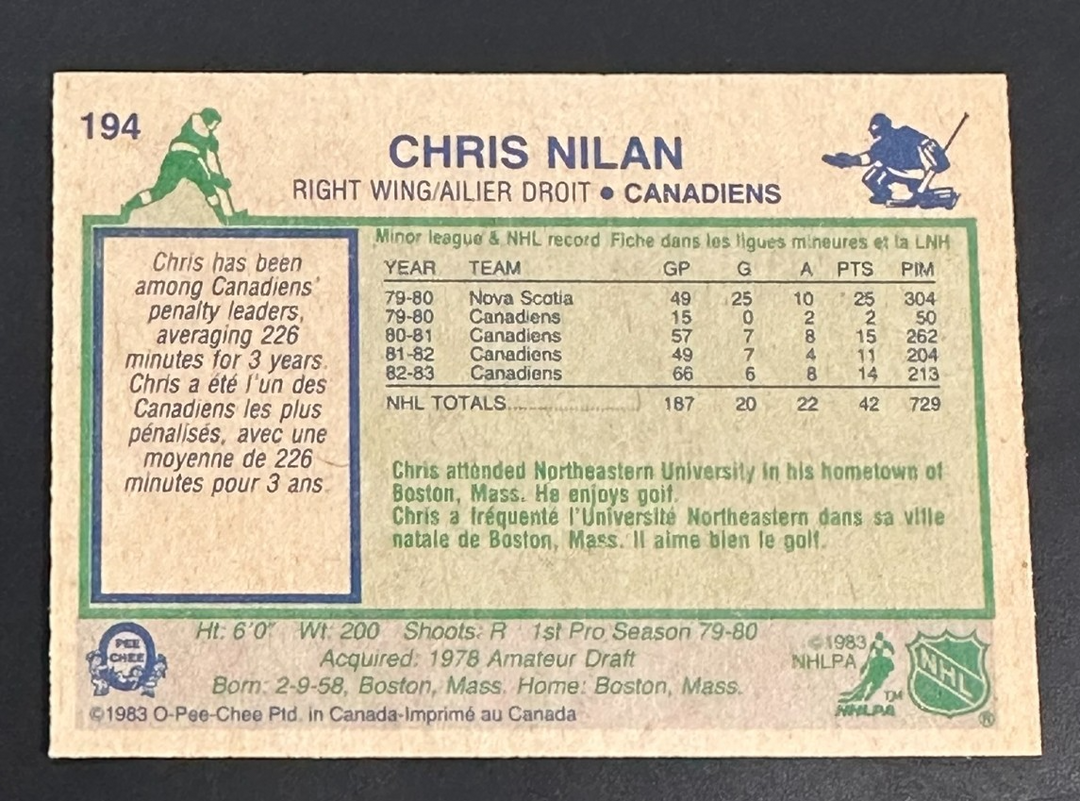 194
CHRIS NILAN
RIGHT WING/AILIER DROIT • CANADIENS
Chris has been
among Canadiens'
penalty leaders,
averaging 226
minutes for 3 years.
Chris a été l'un des
Canadiens les plus
pénalisés, avec une
moyenne de 226
minutes pour 3 ans.
Minor league & NHL record Fiche dans les ligues mineures et la LNH
YEAR TEAM GP G A PTS PIM
79-80 Nova Scotia 49 25 10 25 304
79-80 Canadiens 15 0 2 2 50
80-81 Canadiens 57 7 8 15 262
81-82 Canadiens 49 7 4 11 204
82-83 Canadiens 66 6 8 14 213
NHL TOTALS 187 20 22 42 729
Chris attended Northeastern University in his hometown of
Boston, Mass. He enjoys golf.
Chris a fréquenté l'Université Northeastern dans sa ville
natale de Boston, Mass. Il aime bien le golf.
Ht: 6'0" Wt: 200 Shoots: R 1st Pro Season 79-80
Acquired: 1978 Amateur Draft
Born: 2-9-58, Boston, Mass. Home: Boston, Mass.
©1983 O-Pee-Chee Ptd. in Canada-Imprimé au Canada
PEE
CHEE
©1983
NHLPA
TM
NHLPA
NHL
®